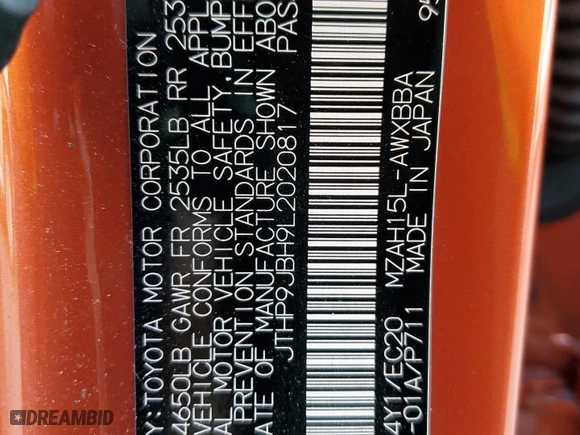 Y: TOYOTA MOTOR CORPORATION
4650LB GAWR FR 2535LB RR 253
VEHICLE CONFORMS TO ALL APPL
AL MOTOR VEHICLE SAFETY, BUMP
PREVENTION STANDARDS IN EFF
ATE OF MANUFACTURE SHOWN ABO
JTHP9JBH9L2020817 PAS
4Y1/EC20 MZAH15L-AWXBBA
-01A/P711 MADE IN JAPAN 95
DREAMBID